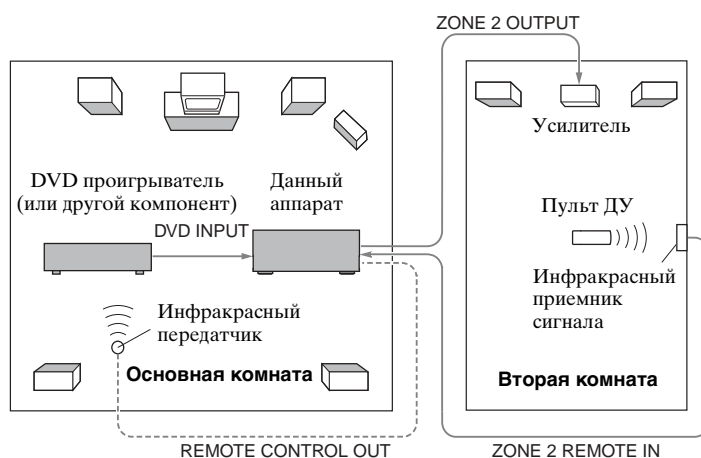 ZONE 2 OUTPUT
Усилитель
DVD проигрыватель
(или другой компонент)
Данный
аппарат
DVD INPUT
Пульт ДУ
Инфракрасный
приемник
сигнала
Инфракрасный
передатчик
Основная комната
Вторая комната
REMOTE CONTROL OUT
ZONE 2 REMOTE IN